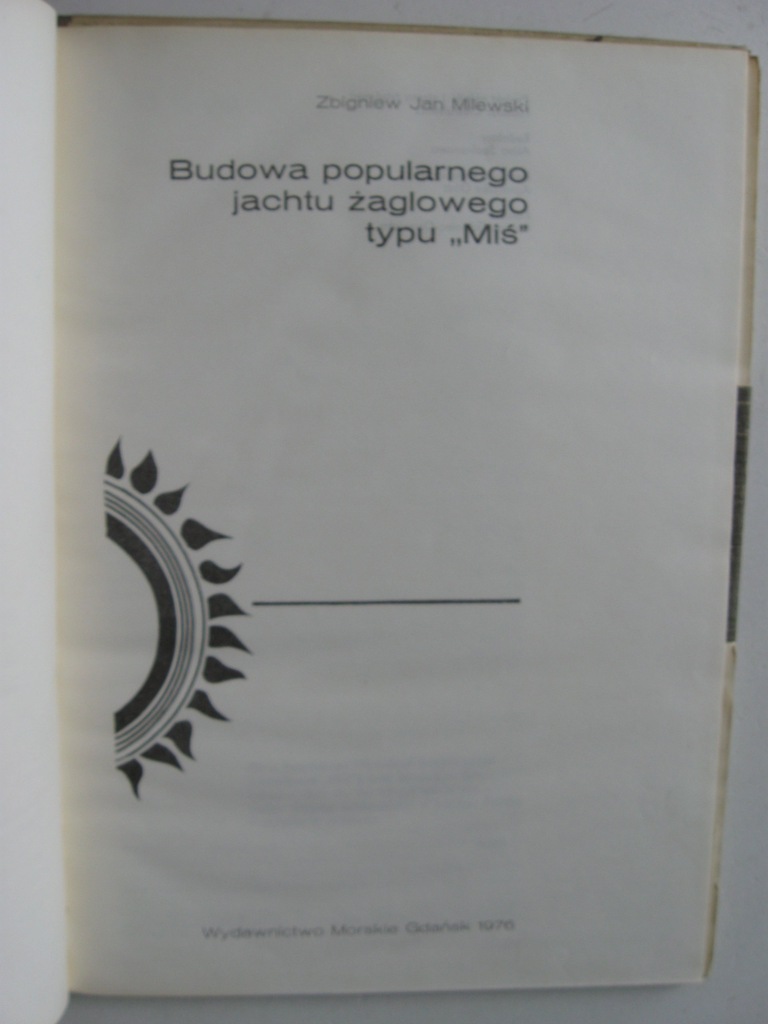 Zbigniew Jan Milewski
Budowa popularnego
jachtu żaglowego
typu „Miś”
Wydawnictwo Morskie Gdańsk 1976